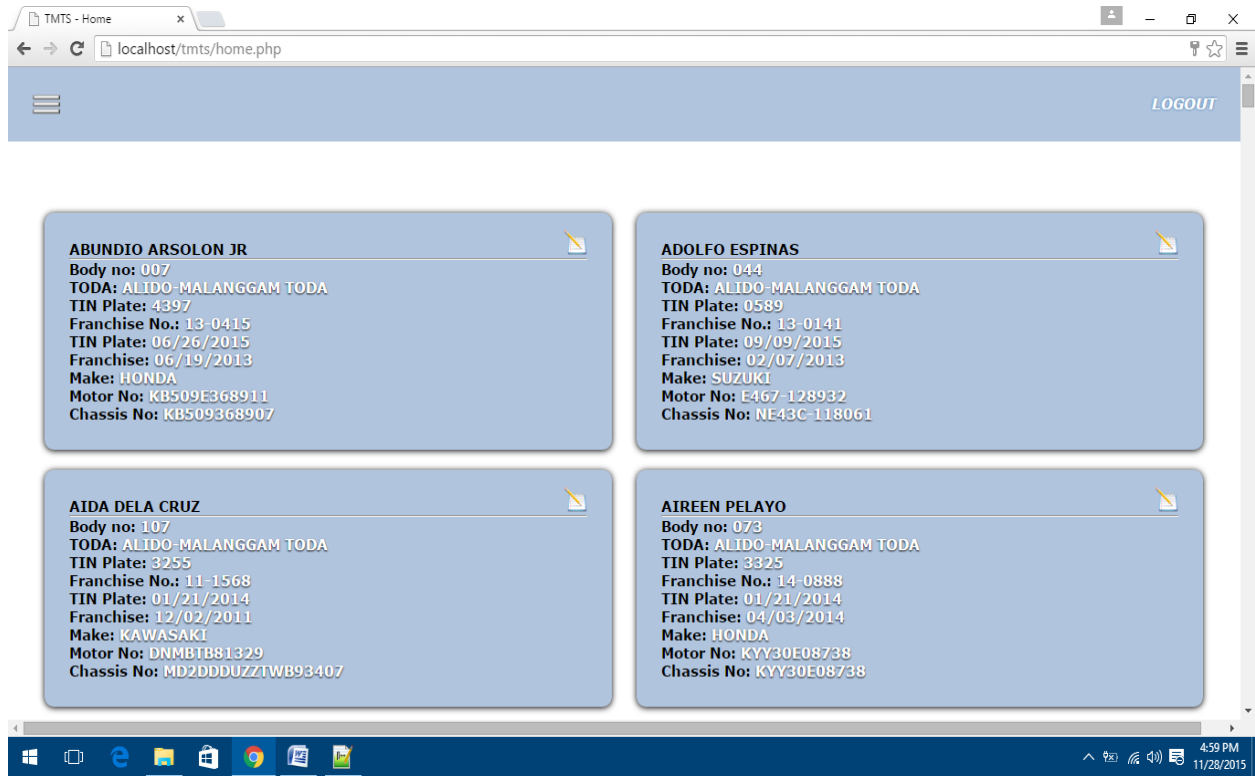 TMTS - Home
localhost/tmts/home.php
LOGOUT
ABUNDIO ARSOLON JR
Body no: 007
TODA: ALIDO-MALANGGAM TODA
TIN Plate: 4397
Franchise No.: 13-0415
TIN Plate: 06/26/2015
Franchise: 06/19/2013
Make: HONDA
Motor No: KB509E368911
Chassis No: KB509368907
ADOLFO ESPINAS
Body no: 044
TODA: ALIDO-MALANGGAM TODA
TIN Plate: 0589
Franchise No.: 13-0141
TIN Plate: 09/09/2015
Franchise: 02/07/2013
Make: SUZUKI
Motor No: E467-128932
Chassis No: NE43C-118061
AIDA DELA CRUZ
Body no: 107
TODA: ALIDO-MALANGGAM TODA
TIN Plate: 3255
Franchise No.: 11-1568
TIN Plate: 01/21/2014
Franchise: 12/02/2011
Make: KAWASAKI
Motor No: DNMBTB81329
Chassis No: MD2DDDUZZTWB93407
AIREEN PELAYO
Body no: 073
TODA: ALIDO-MALANGGAM TODA
TIN Plate: 3325
Franchise No.: 14-0888
TIN Plate: 01/21/2014
Franchise: 04/03/2014
Make: HONDA
Motor No: KYY30E08738
Chassis No: KYY30E08738
4:59 PM
11/28/2015